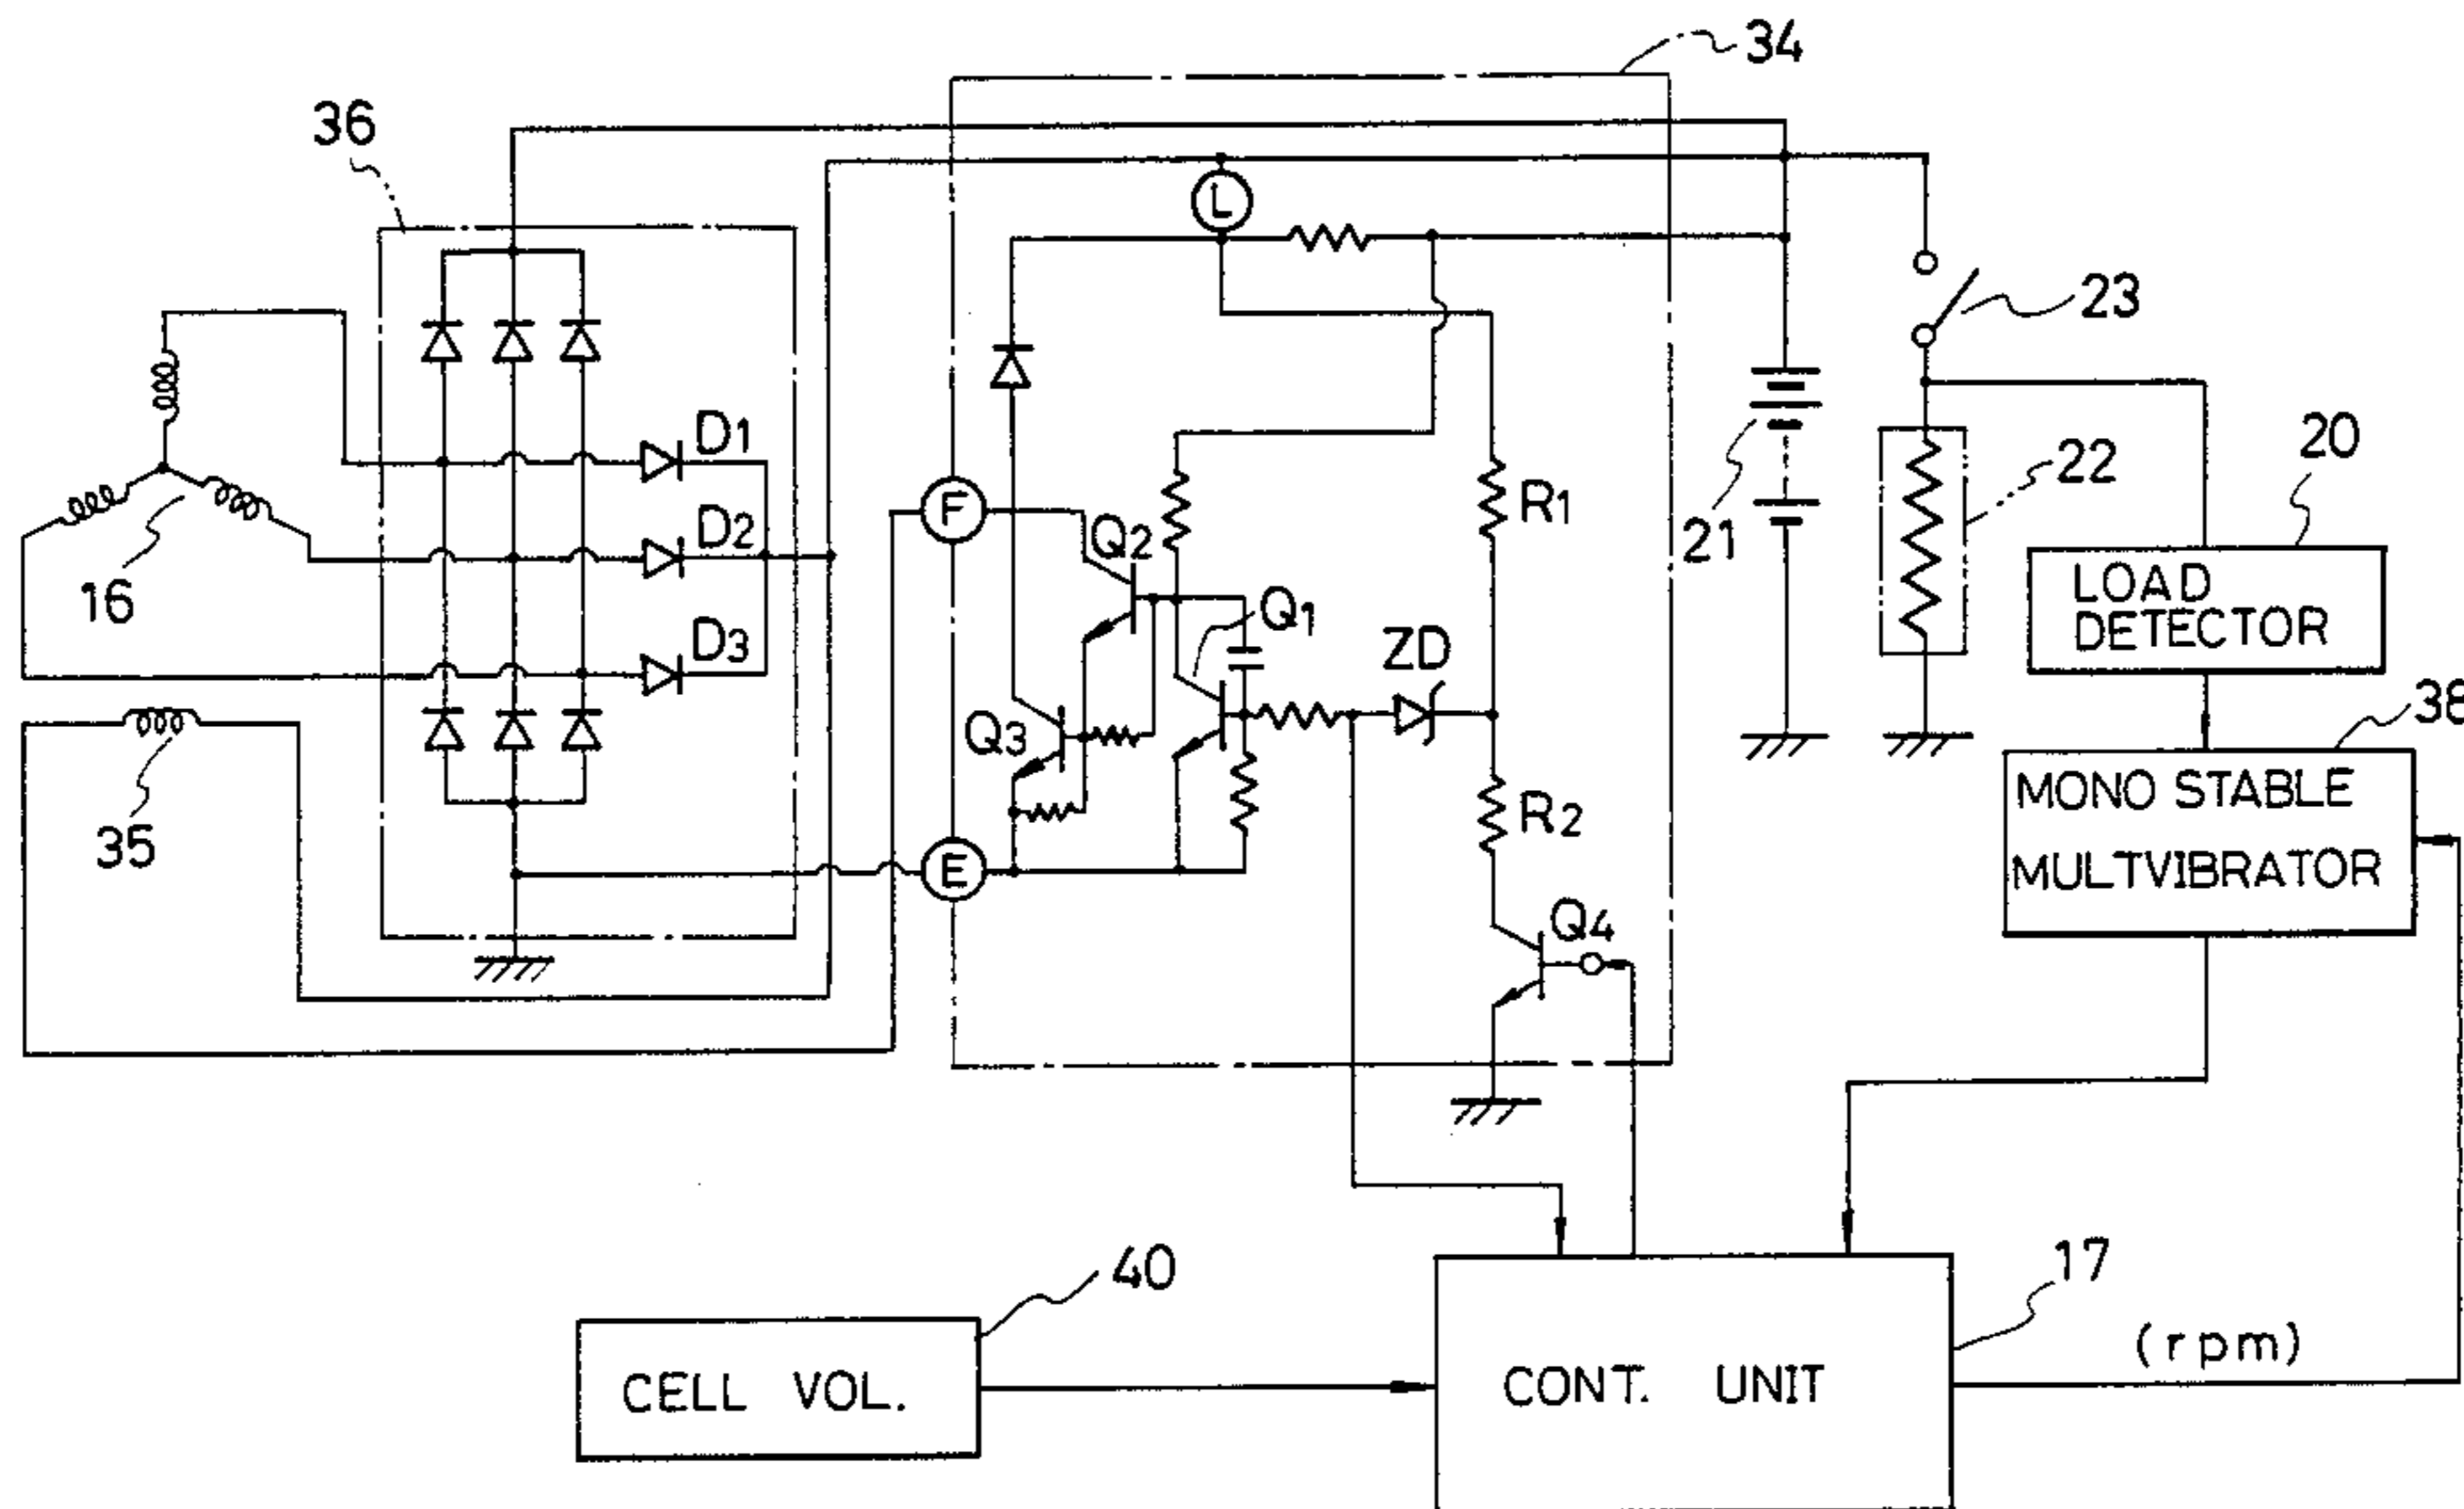 34
36
L
23
D1
20
22
F
R1
D2
Q2
21
LOAD
DETECTOR
16
Q1
ZD
D3
38
Q3
MONO STABLE
R2
35
MULTVIBRATOR
E
Q4
17
40
(rpm)
CELL VOL.
CONT. UNIT